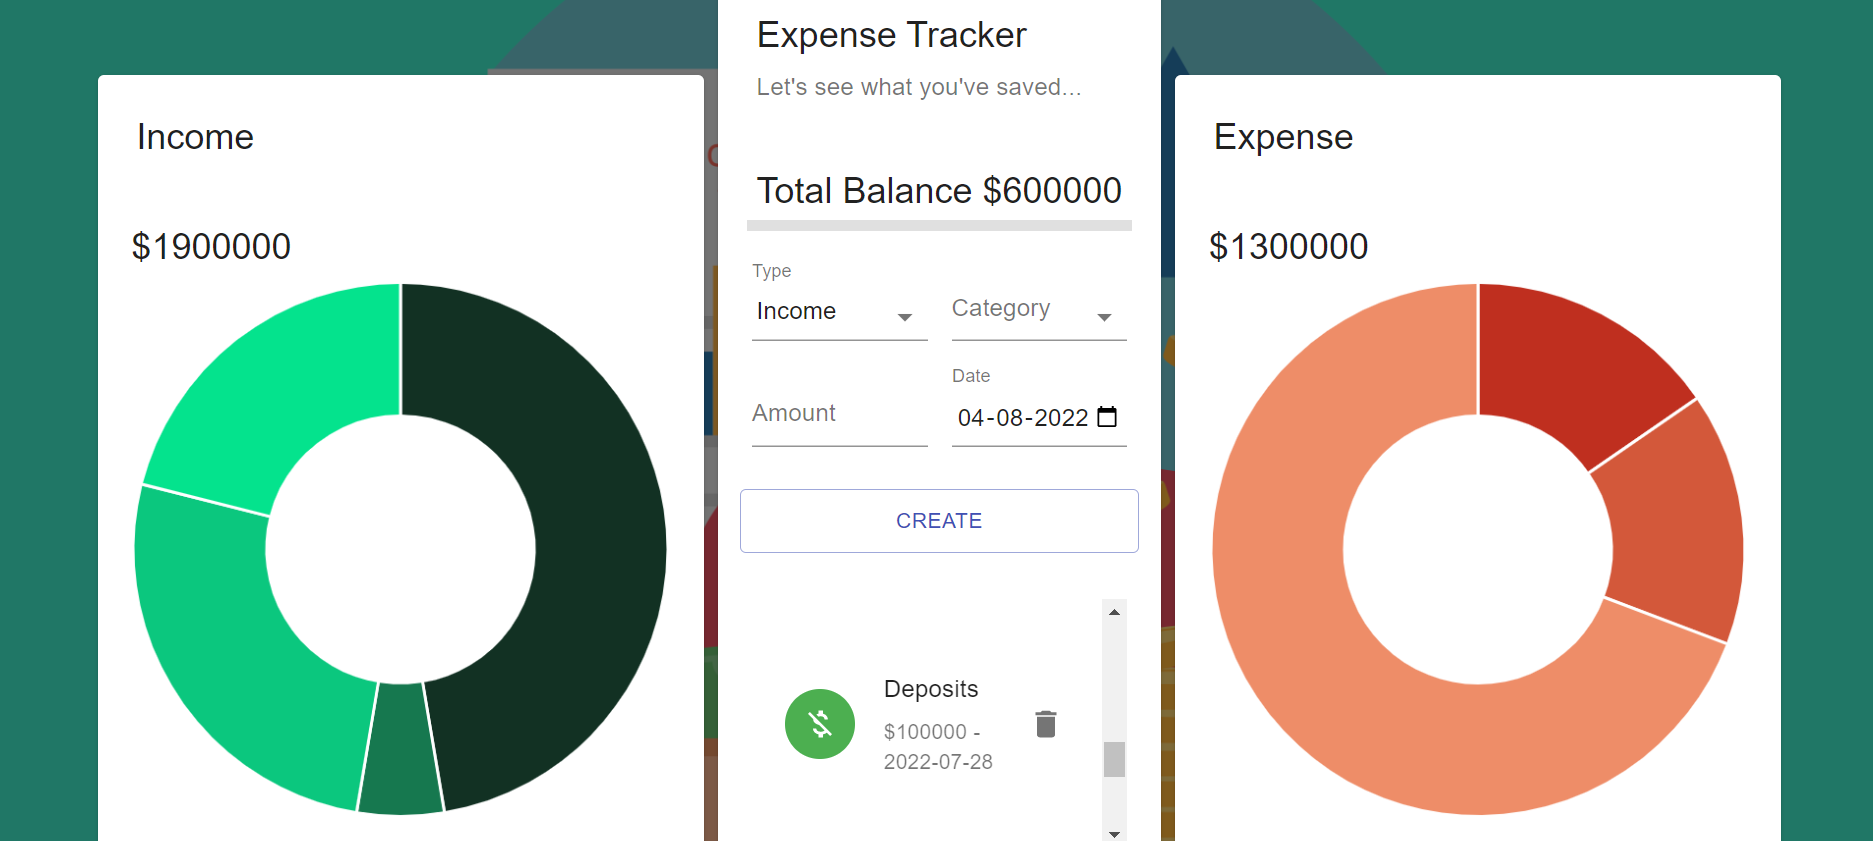 Income
$1900000
Expense Tracker
Let's see what you've saved...
Total Balance $600000
Type
Income
Category
Amount
Date
04-08-2022
CREATE
Deposits
$100000 -
2022-07-28
Expense
$1300000